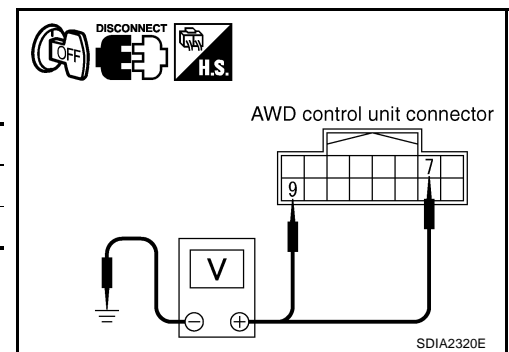 DISCONNECT
OFF
H.S.
AWD control unit connector
7
9
V
− +
SDIA2320E